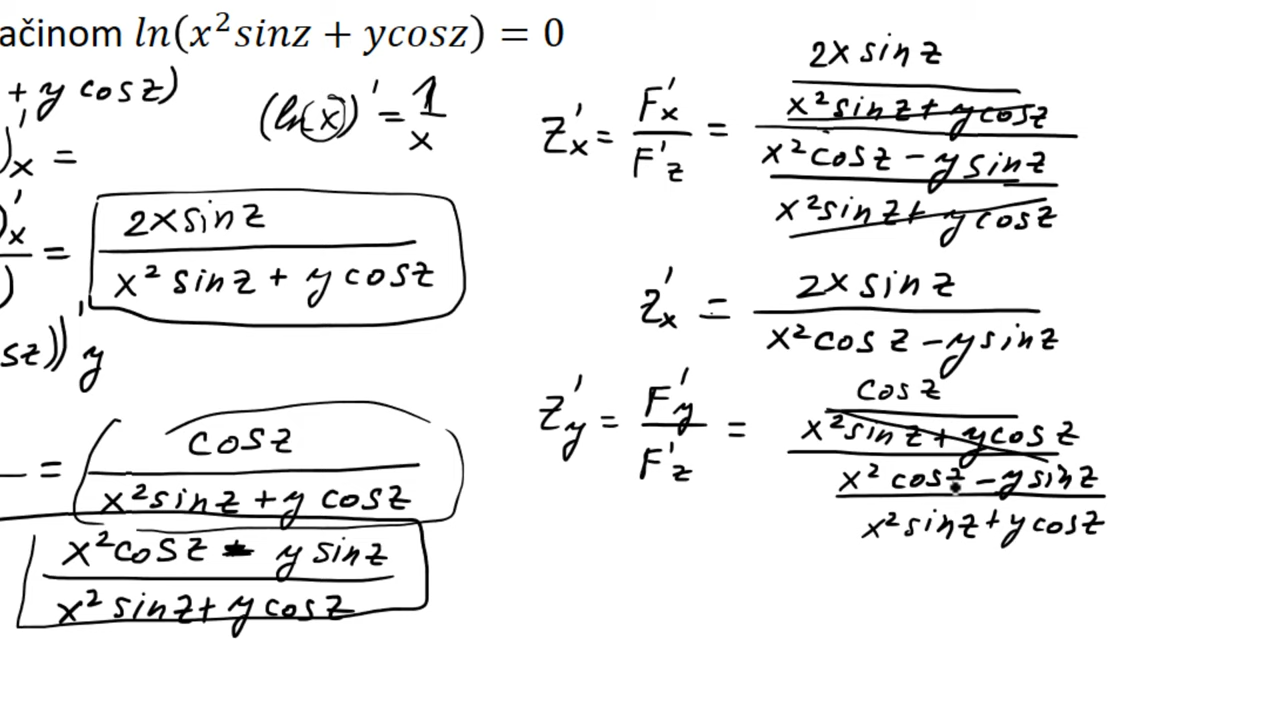 ačinom ln(x²sinz + ycosz) = 0
+ y cosz)
(ln(x))' = 1/x
)'x =
)'x / ) = 2x sin z / (x² sin z + y cos z)
sz))'y
= cos z / (x² sin z + y cos z)
(x² cos z - y sin z) / (x² sin z + y cos z)
Z'x = F'x / F'z = (2x sin z / (x² sin z + y cos z)) / ((x² cos z - y sin z) / (x² sin z + y cos z))
Z'x = 2x sin z / (x² cos z - y sin z)
Z'y = F'y / F'z = (cos z / (x² sin z + y cos z)) / ((x² cos z - y sin z) / (x² sin z + y cos z))